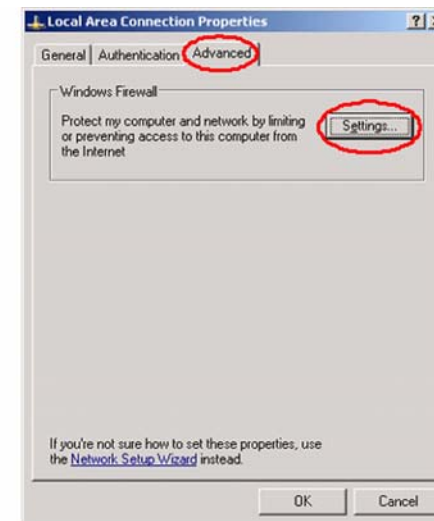 Local Area Connection Properties
General Authentication Advanced
Windows Firewall
Protect my computer and network by limiting
or preventing access to this computer from
the Internet
Settings...
If you're not sure how to set these properties, use
the Network Setup Wizard instead.
OK Cancel